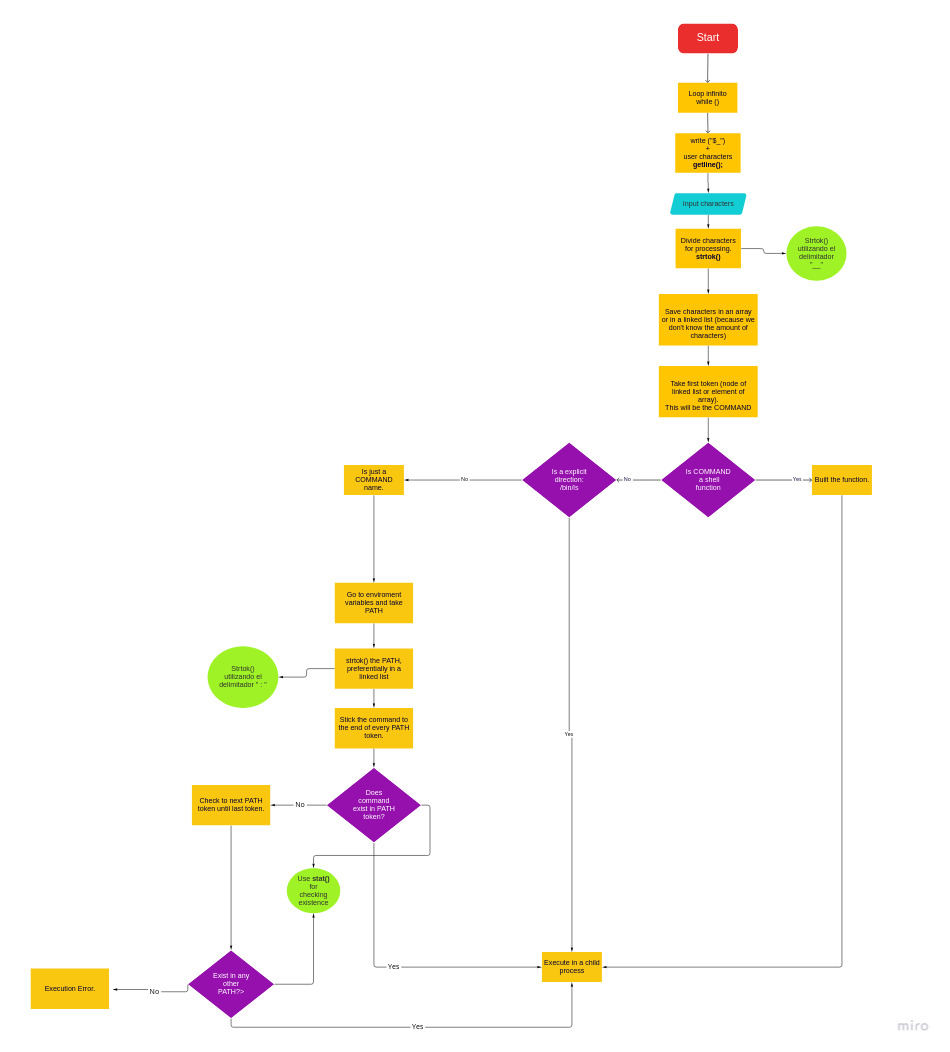 Start
Loop infinito
while ()
write ("$_")
+
user characters
getline();
Input characters
Divide characters
for processing.
strtok()
Strtok()
utilizando el
delimitador
"__"
Save characters in an array
or in a linked list (because we
don't know the amount of
characters)
Take first token (node of
linked list or element of
array).
This will be the COMMAND
Is COMMAND
a shell
function
Yes
Built the function.
No
Is a explicit
direction:
/bin/ls
No
Is just a
COMMAND
name.
Go to enviroment
variables and take
PATH
strtok() the PATH,
preferentially in a
linked list
Strtok()
utilizando el
delimitador " : "
Stick the command to
the end of every PATH
token.
Yes
Does
command
exist in PATH
token?
No
Check to next PATH
token until last token.
Use stat()
for
checking
existence
Yes
Execute in a child
process
Exist in any
other
PATH?>
No
Execution Error.
Yes
miro